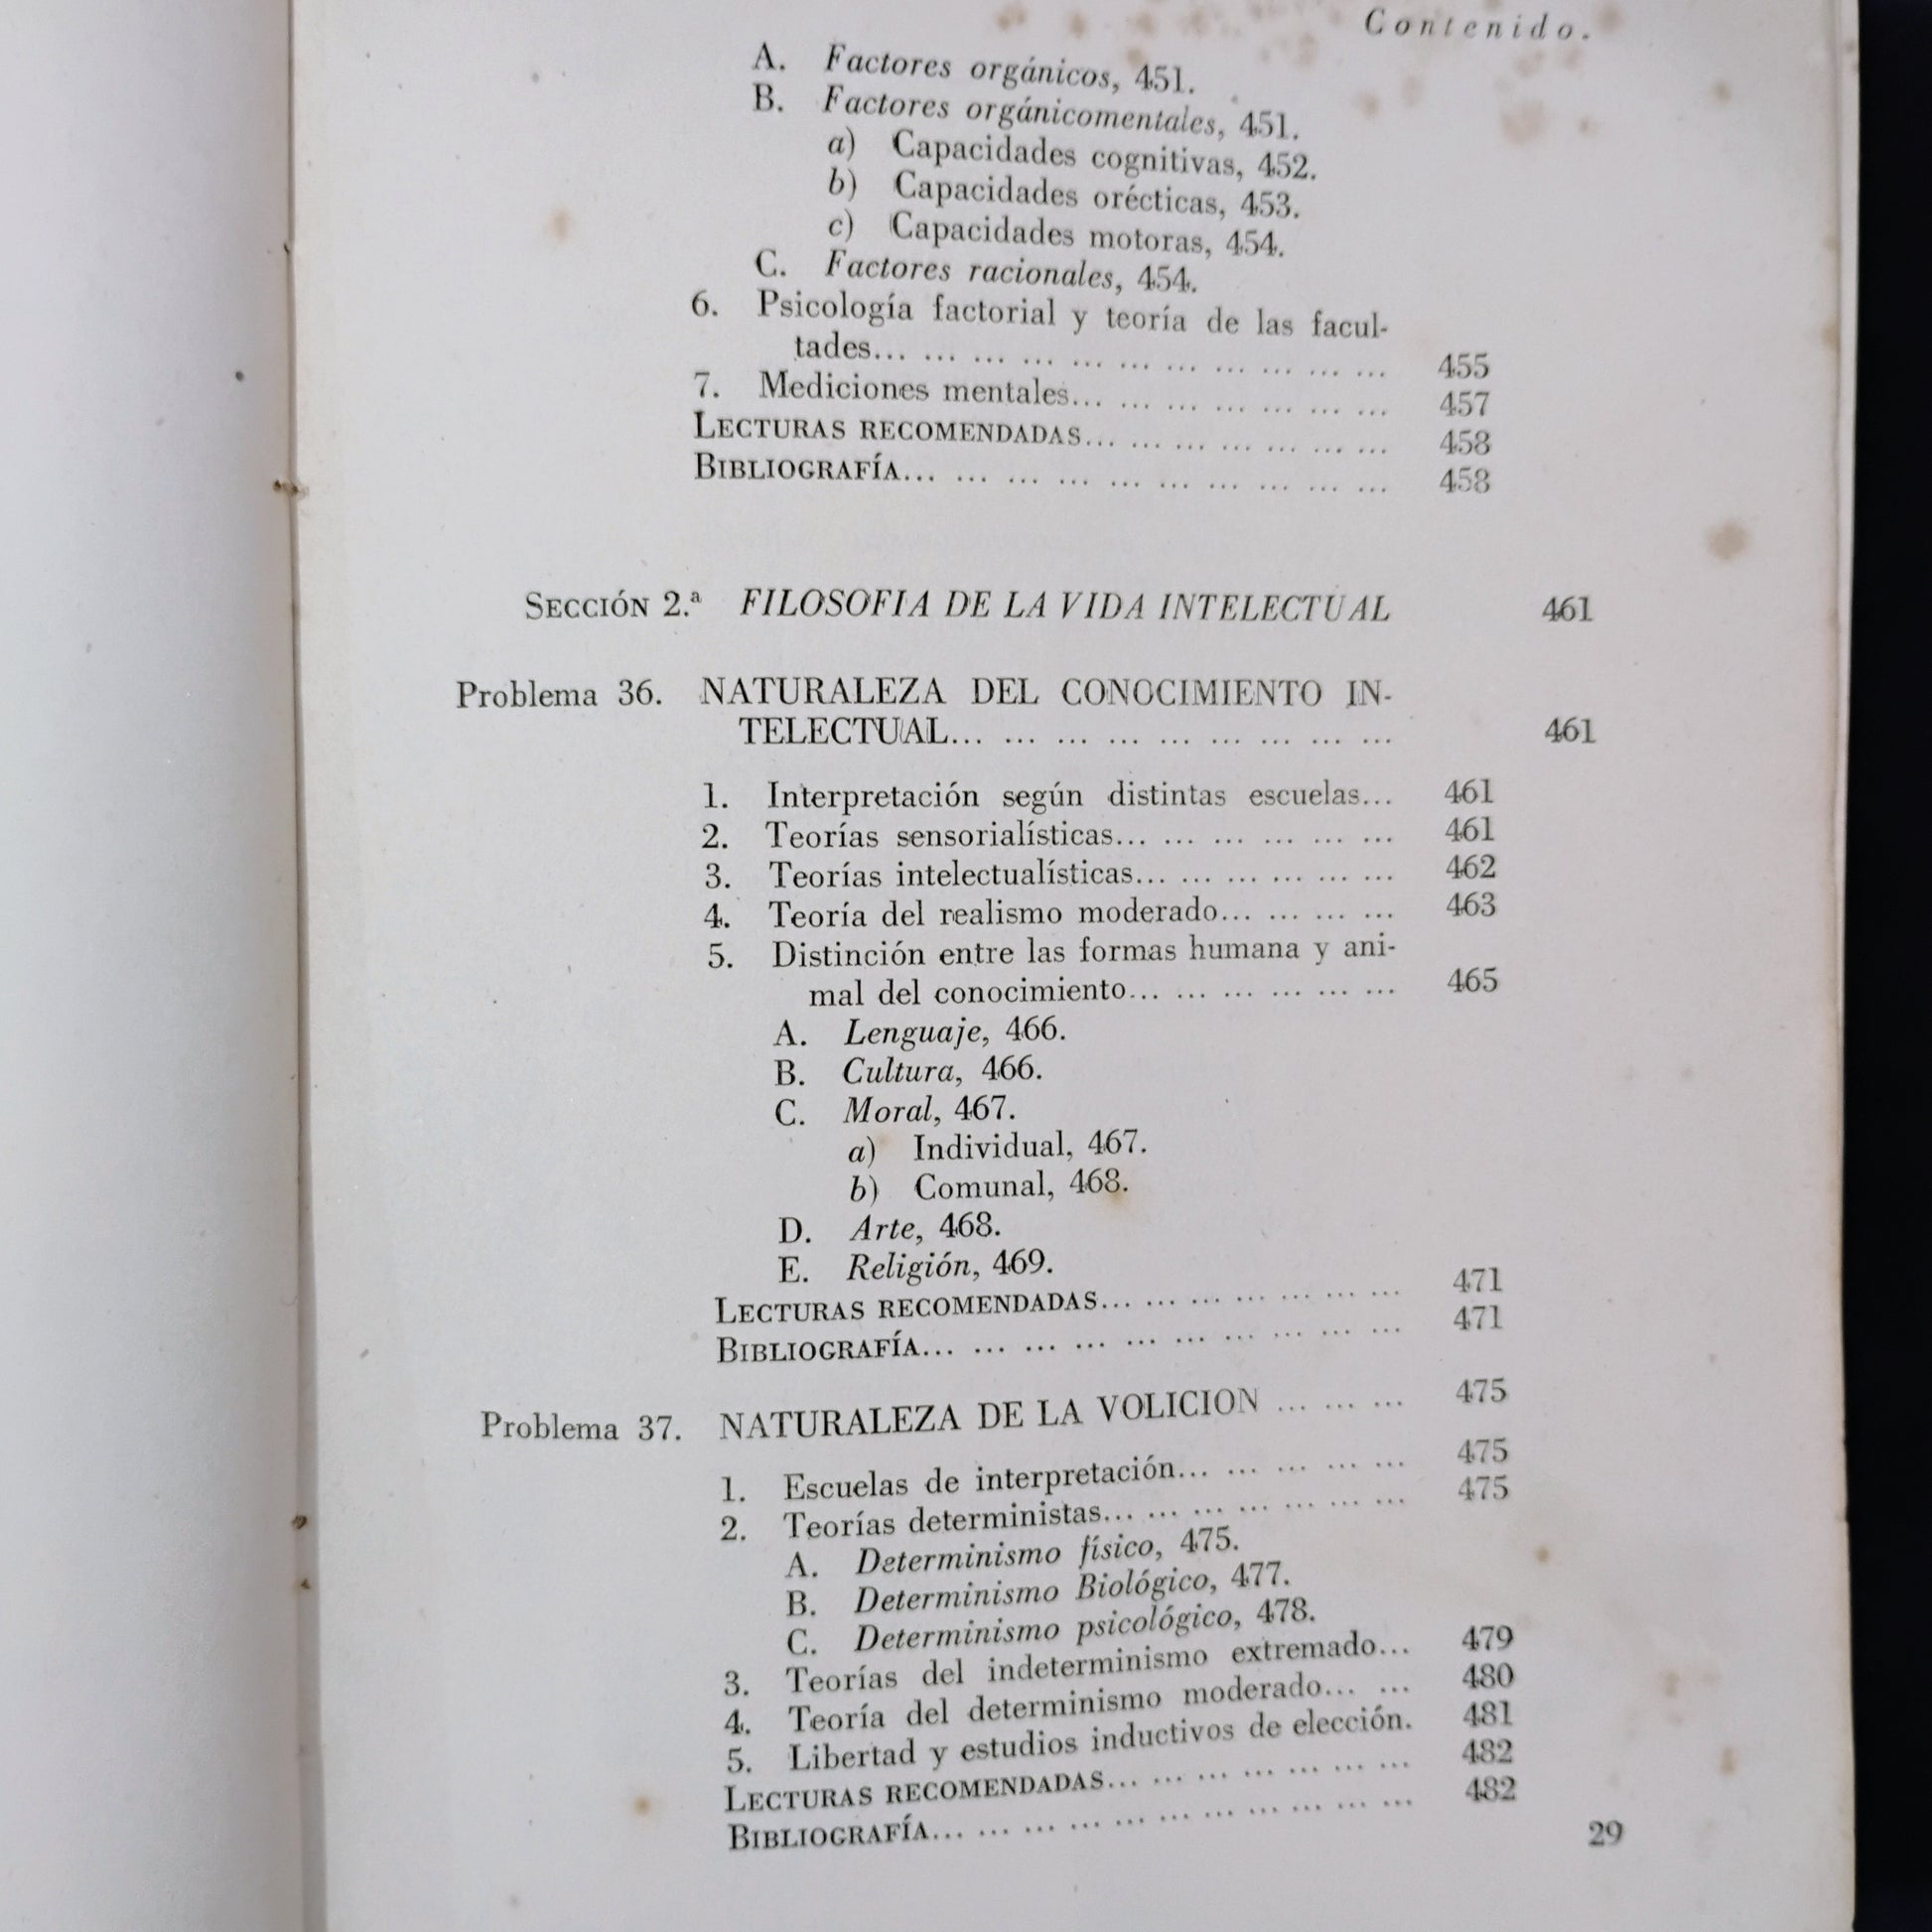 Contenido.
A. Factores orgánicos, 451.
B. Factores orgánicomentales, 451.
a) Capacidades cognitivas, 452.
b) Capacidades orécticas, 453.
c) Capacidades motoras, 454.
C. Factores racionales, 454.
6. Psicología factorial y teoría de las facul-
tades... ... ... ... ... ... ... ... ... ... ... 455
7. Mediciones mentales... ... ... ... ... ... ... 457
LECTURAS RECOMENDADAS... ... ... ... ... ... ... 458
BIBLIOGRAFÍA... ... ... ... ... ... ... ... ... ... 458
SECCIÓN 2.ª FILOSOFIA DE LA VIDA INTELECTUAL 461
Problema 36. NATURALEZA DEL CONOCIMIENTO IN-
TELECTUAL... ... ... ... ... ... ... ... ... 461
1. Interpretación según distintas escuelas... 461
2. Teorías sensorialísticas... ... ... ... ... ... 461
3. Teorías intelectualísticas... ... ... ... ... ... 462
4. Teoría del realismo moderado... ... ... ... 463
5. Distinción entre las formas humana y ani-
mal del conocimiento... ... ... ... ... ... 465
A. Lenguaje, 466.
B. Cultura, 466.
C. Moral, 467.
a) Individual, 467.
b) Comunal, 468.
D. Arte, 468.
E. Religión, 469.
LECTURAS RECOMENDADAS... ... ... ... ... ... ... 471
BIBLIOGRAFÍA... ... ... ... ... ... ... ... ... ... 471
Problema 37. NATURALEZA DE LA VOLICION ... ... ... 475
1. Escuelas de interpretación... ... ... ... ... 475
2. Teorías deterministas... ... ... ... ... ... ... 475
A. Determinismo físico, 475.
B. Determinismo Biológico, 477.
C. Determinismo psicológico, 478.
3. Teorías del indeterminismo extremado... 479
4. Teoría del determinismo moderado... ... 480
5. Libertad y estudios inductivos de elección. 481
LECTURAS RECOMENDADAS... ... ... ... ... ... ... 482
BIBLIOGRAFÍA... ... ... ... ... ... ... ... ... ... ... 482
29